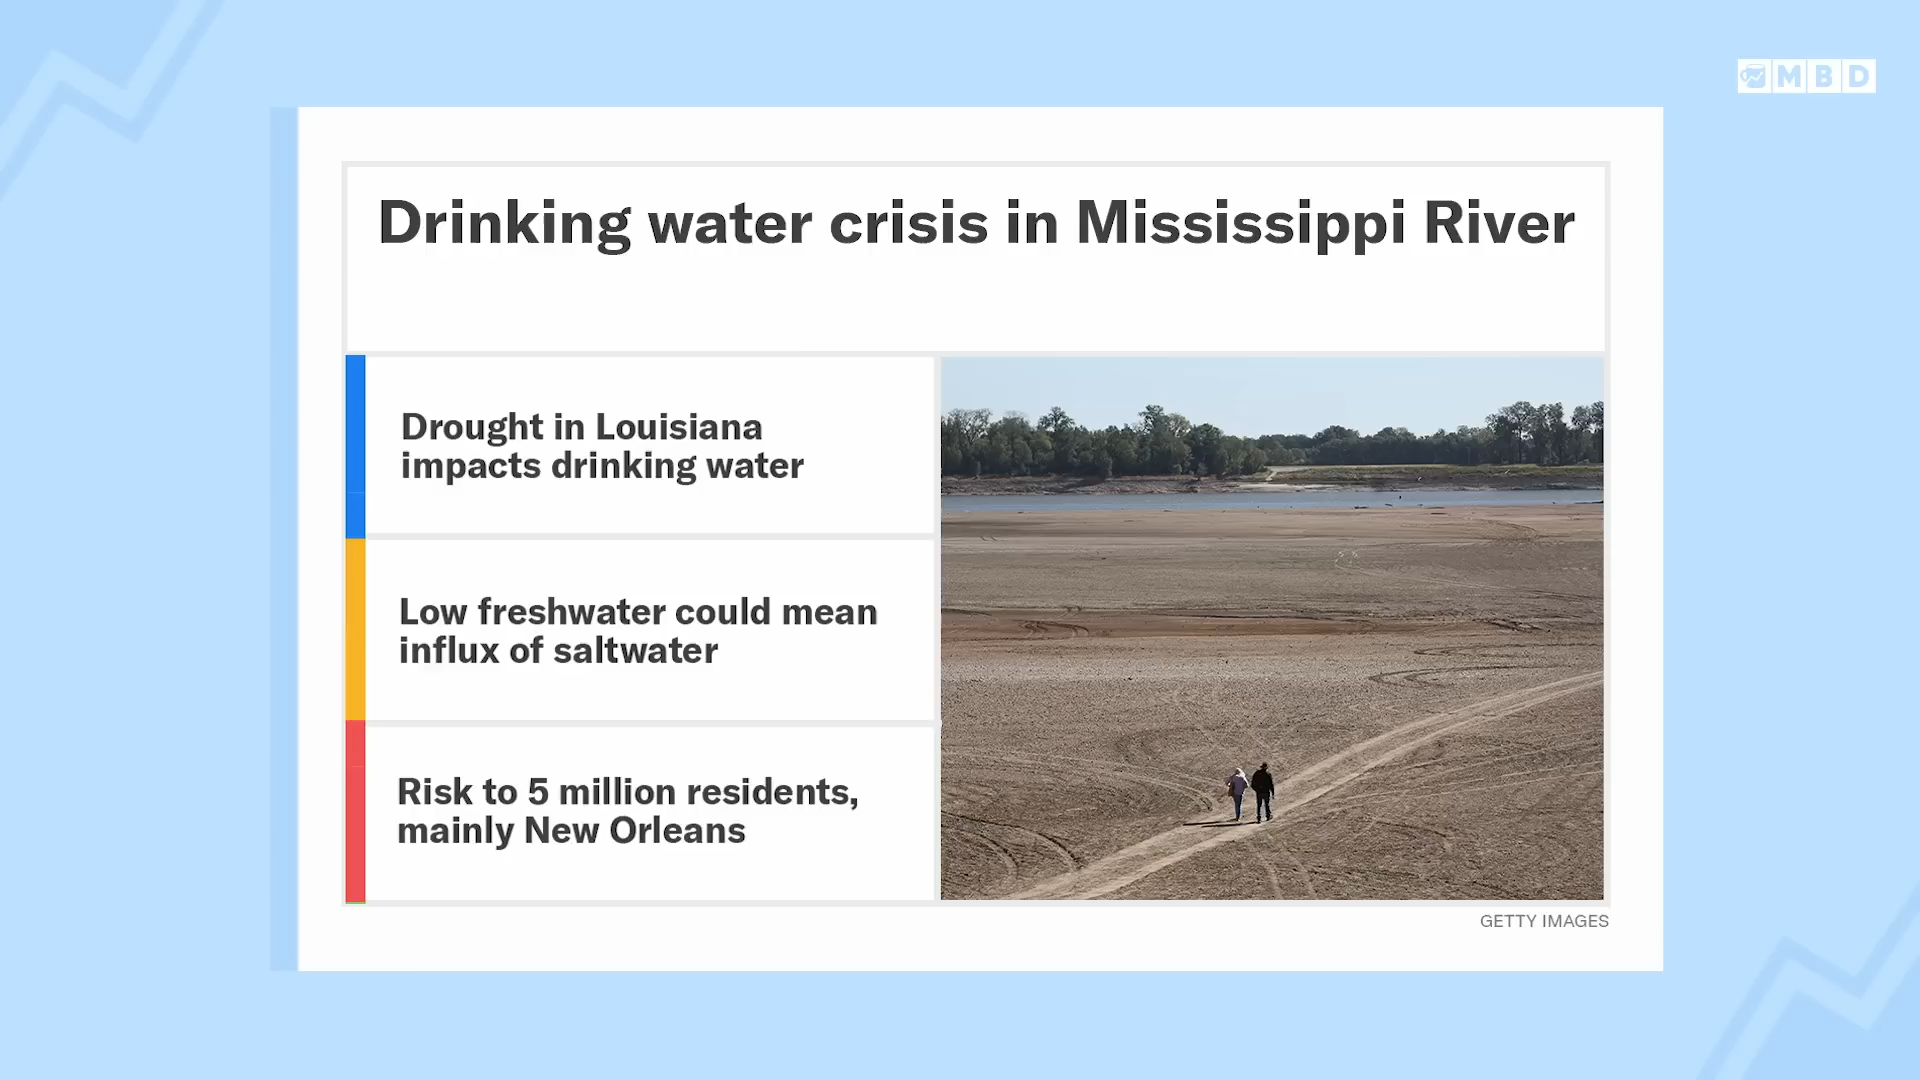 MBD
Drinking water crisis in Mississippi River
Drought in Louisiana
impacts drinking water
Low freshwater could mean
influx of saltwater
Risk to 5 million residents,
mainly New Orleans
GETTY IMAGES